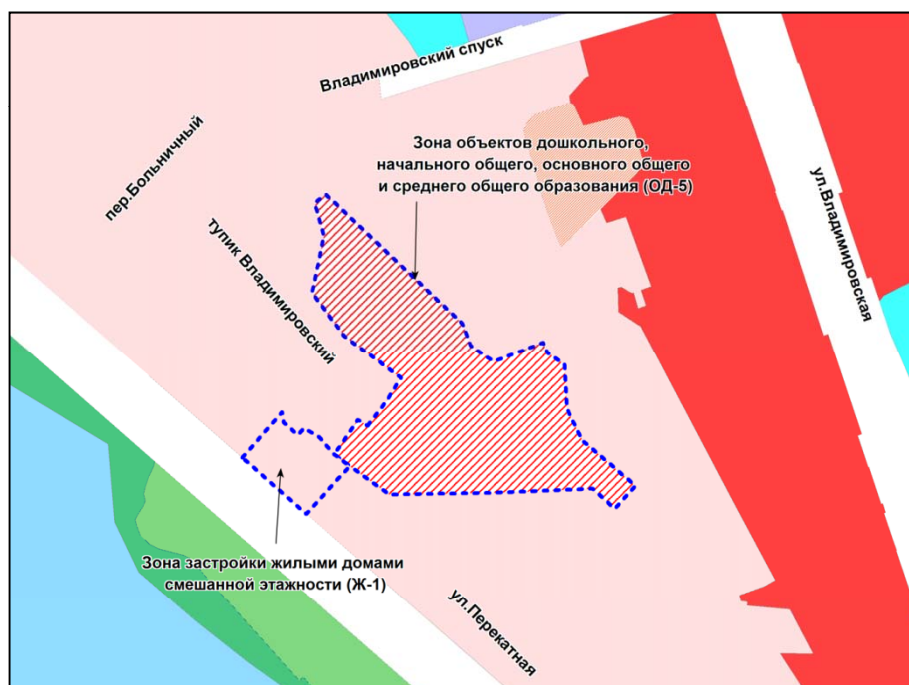 Владимировский спуск
пер.Больничный
Зона объектов дошкольного,
начального общего, основного общего
и среднего общего образования (ОД-5)
ул.Владимировская
тупик Владимировский
Зона застройки жилыми домами
смешанной этажности (Ж-1)
ул.Перекатная